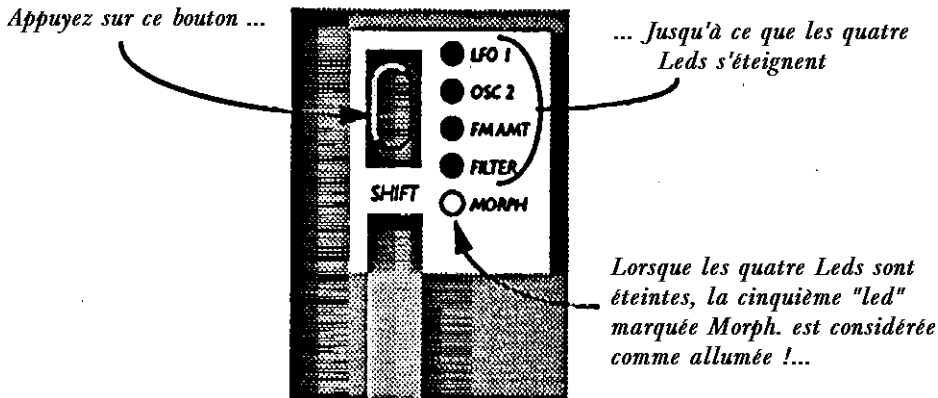 Appuyez sur ce bouton ...
... Jusqu'à ce que les quatre
Leds s'éteignent
LFO 1
OSC 2
FM AMT
FILTER
SHIFT
MORPH
Lorsque les quatre Leds sont
éteintes, la cinquième "led"
marquée Morph. est considérée
comme allumée !...